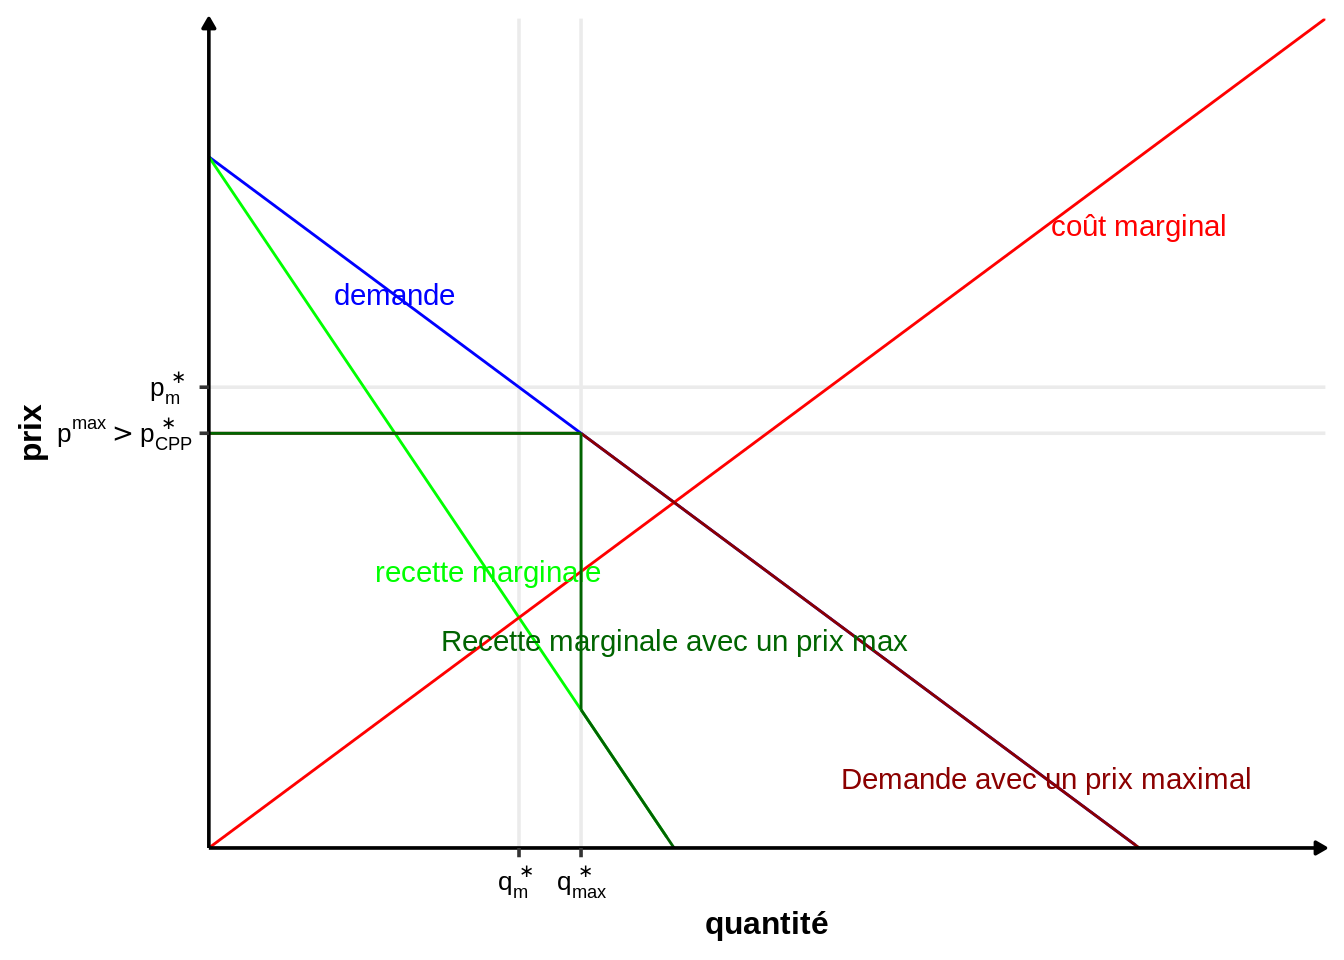 coût marginal
demande
p*m
prix
pmax > p*CPP
recette marginale
Recette marginale avec un prix max
Demande avec un prix maximal
q*m
q*max
quantité